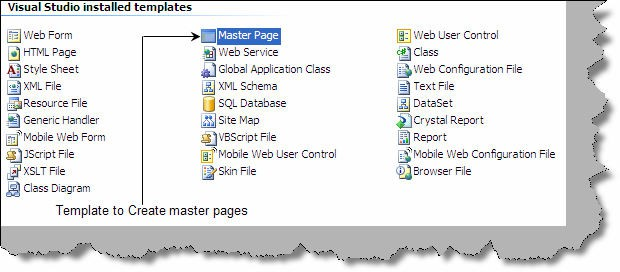 Visual Studio installed templates
Web Form Master Page Web User Control
HTML Page Web Service Class
Style Sheet Global Application Class Web Configuration File
XML File XML Schema Text File
Resource File SQL Database DataSet
Generic Handler Site Map Crystal Report
Mobile Web Form VBScript File Report
JScript File Mobile Web User Control Mobile Web Configuration File
XSLT File Skin File Browser File
Class Diagram
Template to Create master pages